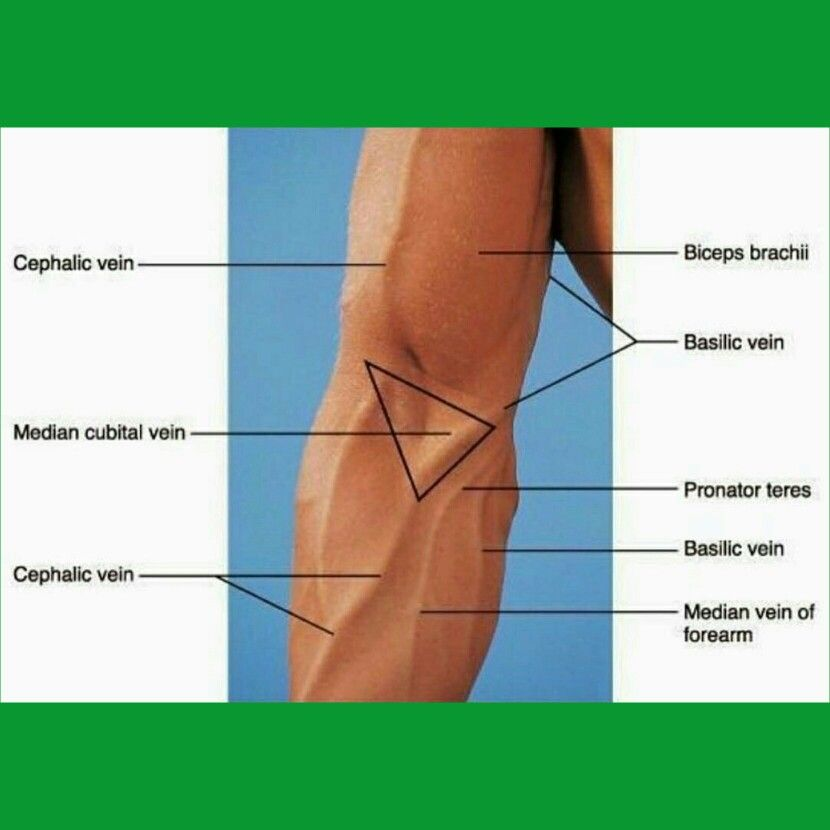 Cephalic vein
Median cubital vein
Cephalic vein
Biceps brachii
Basilic vein
Pronator teres
Basilic vein
Median vein of
forearm